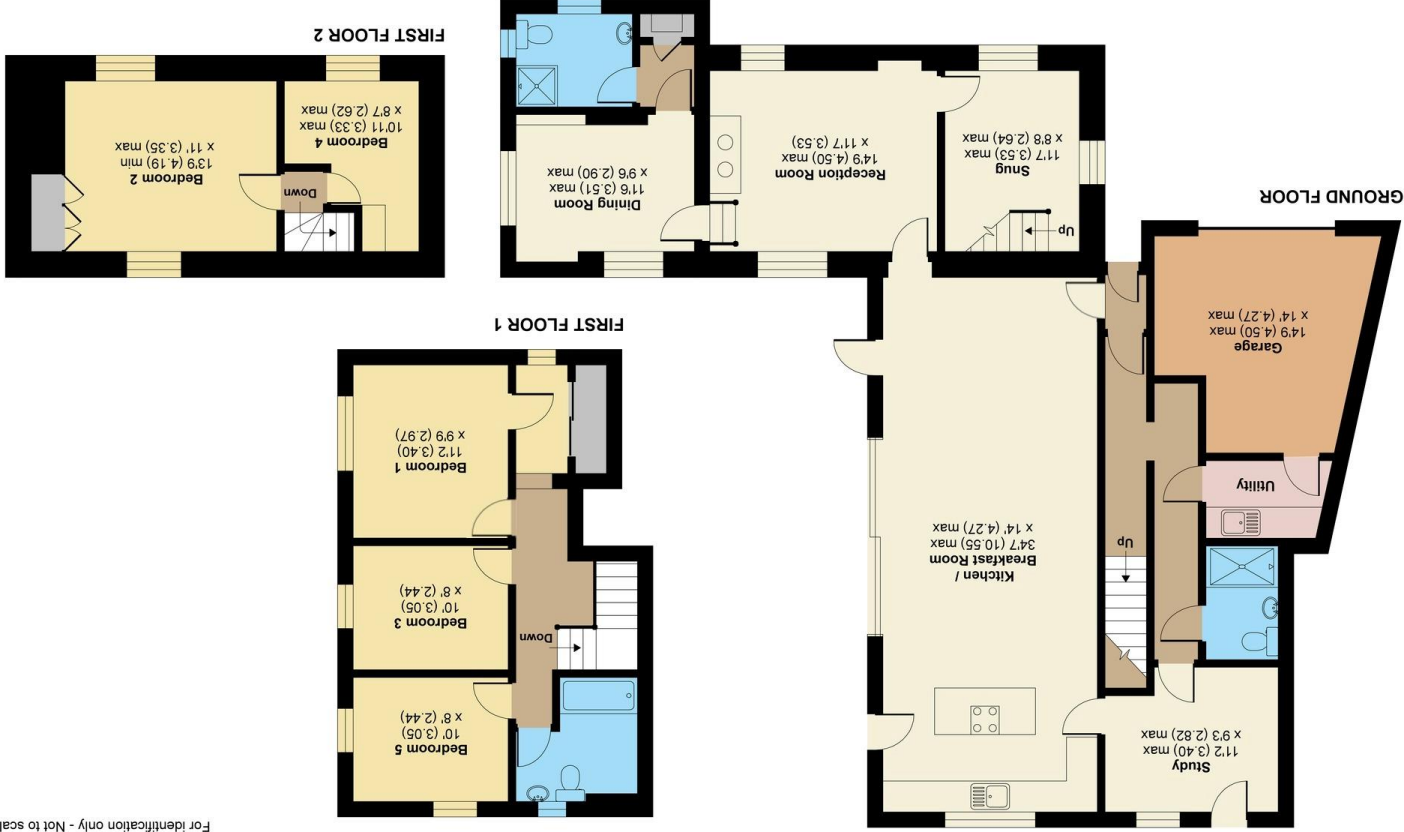 For identification only - Not to scal
Study
11'2 (3.40) max
x 9'3 (2.82) max
Kitchen /
Breakfast Room
34'7 (10.55) max
x 14' (4.27) max
Up
Utility
Garage
14'9 (4.50) max
x 14' (4.27) max
GROUND FLOOR
Up
Snug
11'7 (3.53) max
x 8'8 (2.64) max
Reception Room
14'9 (4.50) max
x 11'7 (3.53)
Dining Room
11'6 (3.51) max
x 9'6 (2.90) max
Bedroom 5
10' (3.05)
x 8' (2.44)
Down
Bedroom 3
10' (3.05)
x 8' (2.44)
Bedroom 1
11'2 (3.40)
x 9'9 (2.97)
FIRST FLOOR 1
Down
Bedroom 4
10'11 (3.33) max
x 8'7 (2.62) max
Bedroom 2
13'9 (4.19) min
x 11' (3.35) max
FIRST FLOOR 2